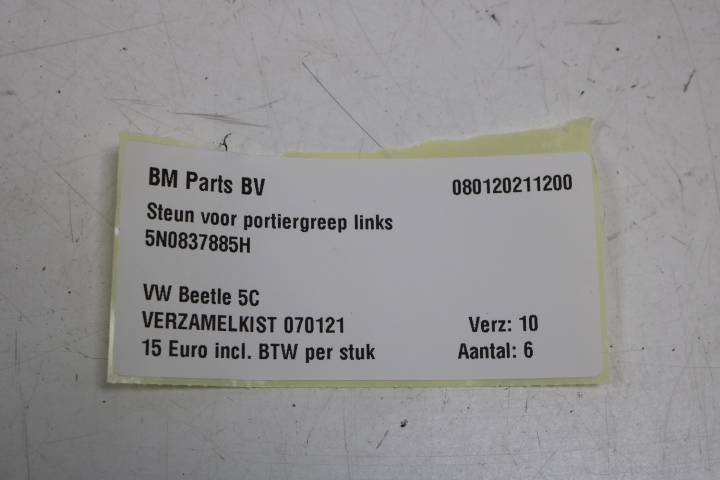 BM Parts BV 080120211200
Steun voor portiergreep links
5N0837885H
VW Beetle 5C
VERZAMELKIST 070121 Verz: 10
15 Euro incl. BTW per stuk Aantal: 6